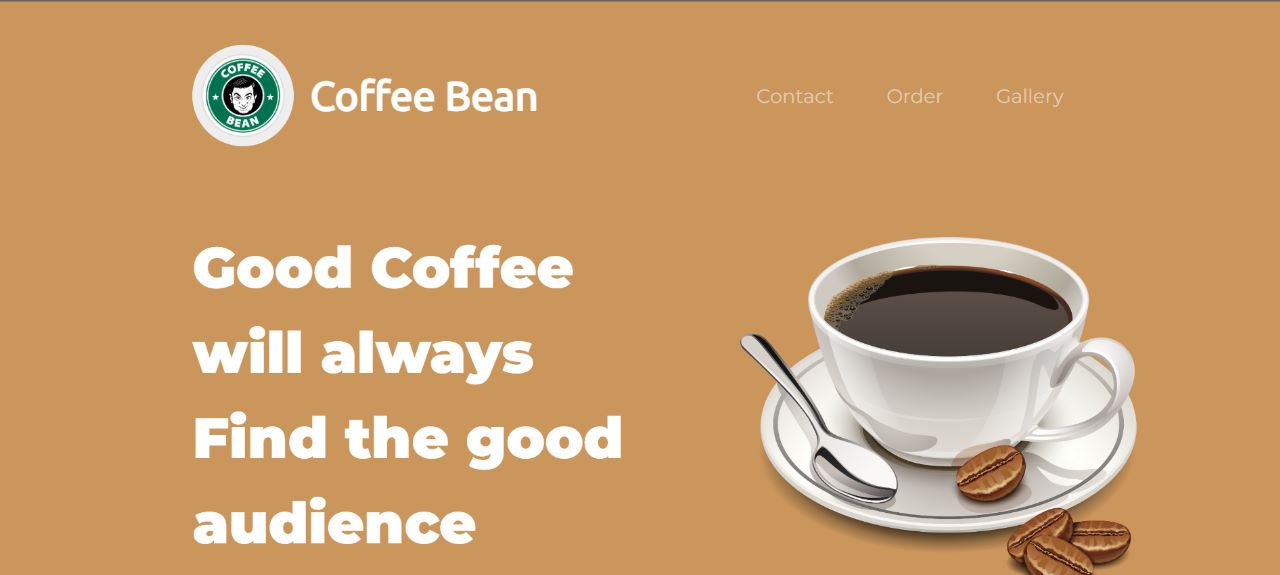 COFFEE
BEAN
Coffee Bean
Contact
Order
Gallery
Good Coffee
will always
Find the good
audience